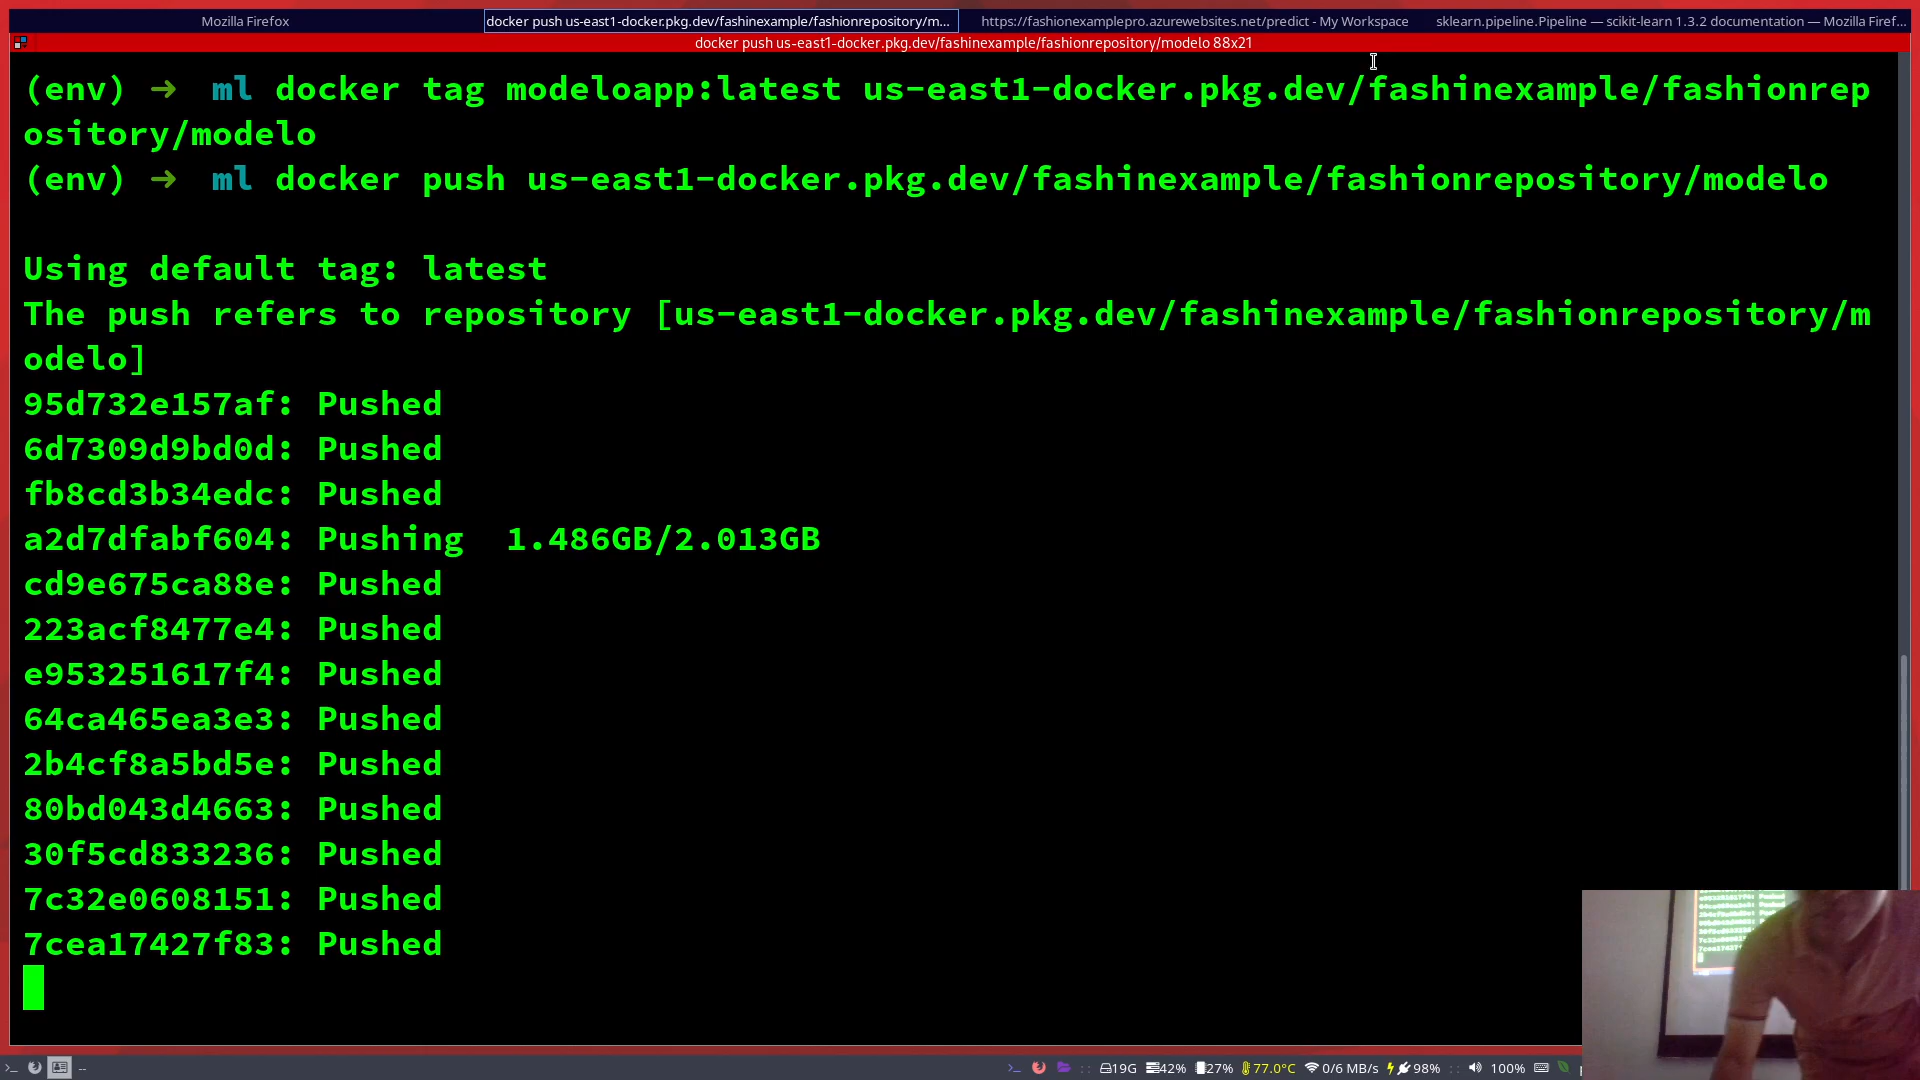 Mozilla Firefox docker push us-east1-docker.pkg.dev/fashinexample/fashionrepository/m... https://fashionexamplepro.azurewebsites.net/predict - My Workspace sklearn.pipeline.Pipeline — scikit-learn 1.3.2 documentation — Mozilla Firef...
docker push us-east1-docker.pkg.dev/fashinexample/fashionrepository/modelo 88x21
(env) ➜ ml docker tag modeloapp:latest us-east1-docker.pkg.dev/fashinexample/fashionrep
ository/modelo
(env) ➜ ml docker push us-east1-docker.pkg.dev/fashinexample/fashionrepository/modelo
Using default tag: latest
The push refers to repository [us-east1-docker.pkg.dev/fashinexample/fashionrepository/m
odelo]
95d732e157af: Pushed
6d7309d9bd0d: Pushed
fb8cd3b34edc: Pushed
a2d7dfabf604: Pushing 1.486GB/2.013GB
cd9e675ca88e: Pushed
223acf8477e4: Pushed
e953251617f4: Pushed
64ca465ea3e3: Pushed
2b4cf8a5bd5e: Pushed
80bd043d4663: Pushed
30f5cd833236: Pushed
7c32e0608151: Pushed
7cea17427f83: Pushed
-- 19G 42% 27% 77.0°C 0/6 MB/s 98% 100%